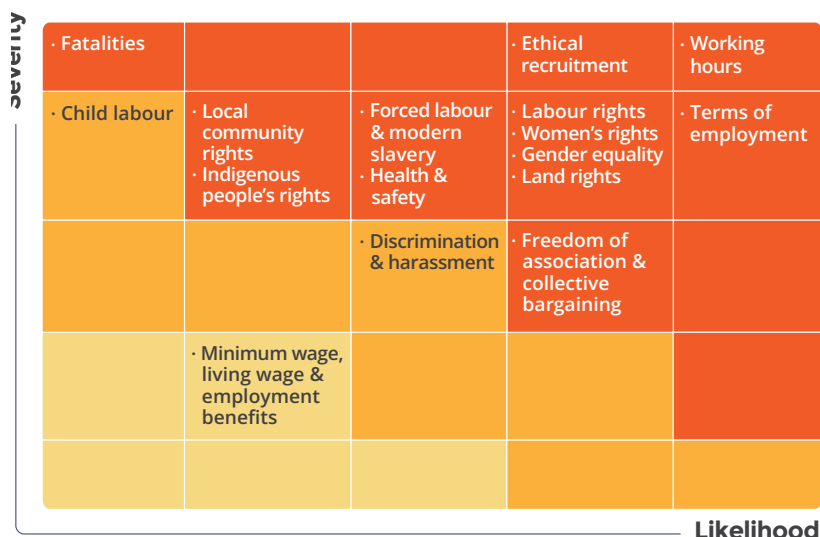 Severity
· Fatalities
· Ethical
recruitment
· Working
hours
· Child labour
· Local
community
rights
· Indigenous
people’s rights
· Forced labour
& modern
slavery
· Health &
safety
· Labour rights
· Women’s rights
· Gender equality
· Land rights
· Terms of
employment
· Discrimination
& harassment
· Freedom of
association &
collective
bargaining
· Minimum wage,
living wage &
employment
benefits
Likelihood